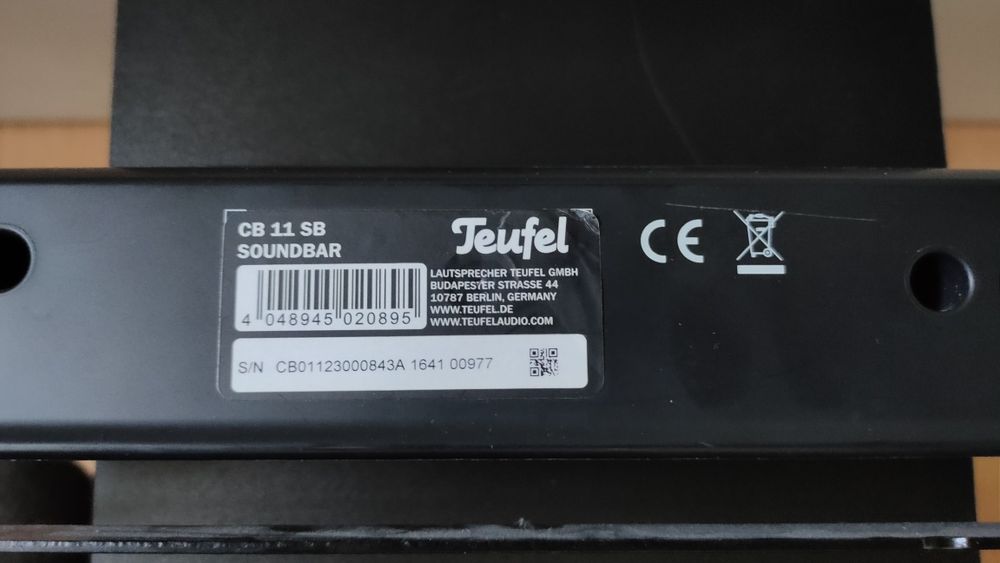 CB 11 SB
SOUNDBAR
4 048945 020895
Teufel
LAUTSPRECHER TEUFEL GMBH
BUDAPESTER STRASSE 44
10787 BERLIN, GERMANY
WWW.TEUFEL.DE
WWW.TEUFELAUDIO.COM
S/N CB01123000843A 1641 00977
CE